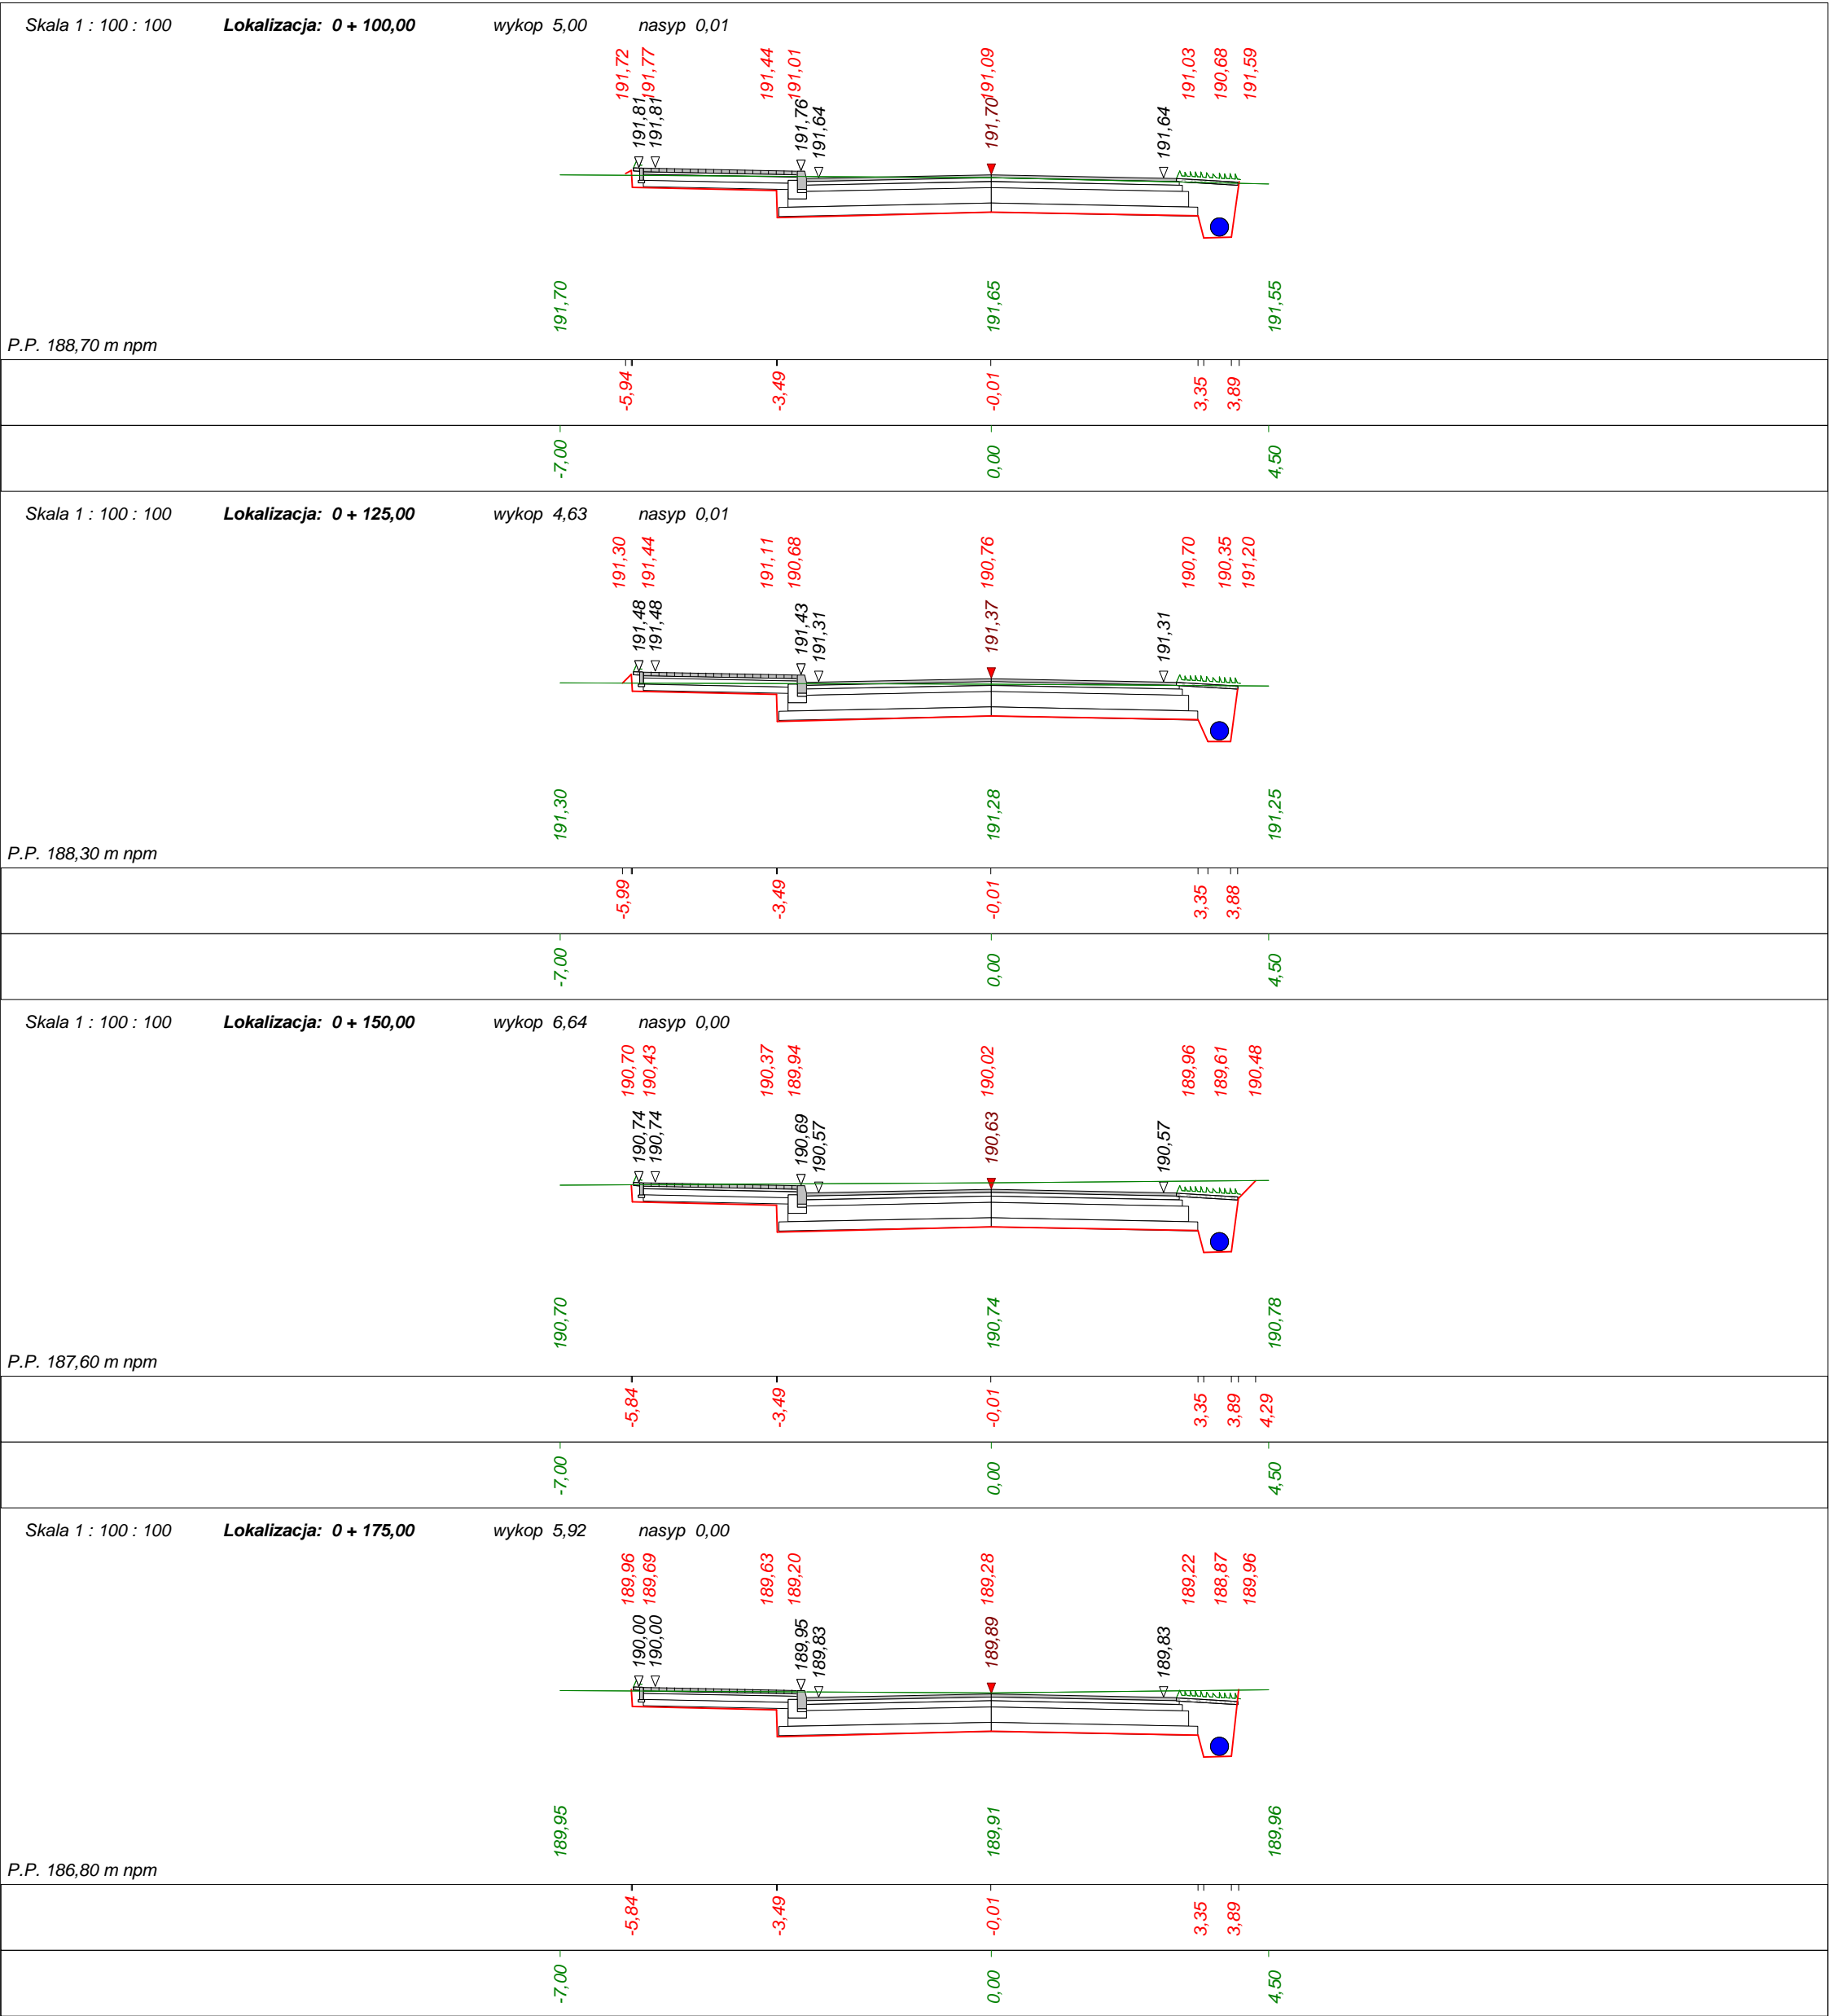 Skala 1 : 100 : 100 Lokalizacja: 0 + 100,00 wykop 5,00 nasyp 0,01
191,72 191,77 191,44 191,01 191,09 191,03 190,68 191,59
191,81 191,81 191,76 191,64 191,70 191,64
191,70 191,65 191,55
P.P. 188,70 m npm
-5,94 -3,49 -0,01 3,35 3,89
-7,00 0,00 4,50
Skala 1 : 100 : 100 Lokalizacja: 0 + 125,00 wykop 4,63 nasyp 0,01
191,30 191,44 191,11 190,68 190,76 190,70 190,35 191,20
191,48 191,48 191,43 191,31 191,37 191,31
191,30 191,28 191,25
P.P. 188,30 m npm
-5,99 -3,49 -0,01 3,35 3,88
-7,00 0,00 4,50
Skala 1 : 100 : 100 Lokalizacja: 0 + 150,00 wykop 6,64 nasyp 0,00
190,70 190,43 190,37 189,94 190,02 189,96 189,61 190,48
190,74 190,74 190,69 190,57 190,63 190,57
190,70 190,74 190,78
P.P. 187,60 m npm
-5,84 -3,49 -0,01 3,35 3,89 4,29
-7,00 0,00 4,50
Skala 1 : 100 : 100 Lokalizacja: 0 + 175,00 wykop 5,92 nasyp 0,00
189,96 189,69 189,63 189,20 189,28 189,22 188,87 189,96
190,00 190,00 189,95 189,83 189,89 189,83
189,95 189,91 189,96
P.P. 186,80 m npm
-5,84 -3,49 -0,01 3,35 3,89
-7,00 0,00 4,50